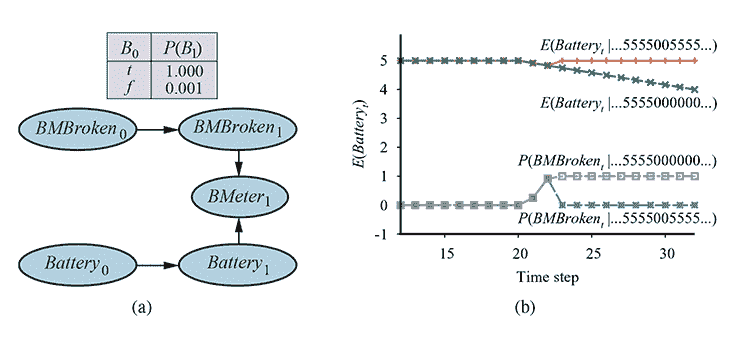 B0 P(B1)
t 1.000
f 0.001
BMBroken0
BMBroken1
BMeter1
Battery0
Battery1
(a)
E(Batteryt |...5555005555...)
E(Batteryt |...5555000000...)
P(BMBrokent |...5555000000...)
P(BMBrokent |...5555005555...)
E(Batteryt)
5
4
3
2
1
0
-1
15 20 25 30
Time step
(b)